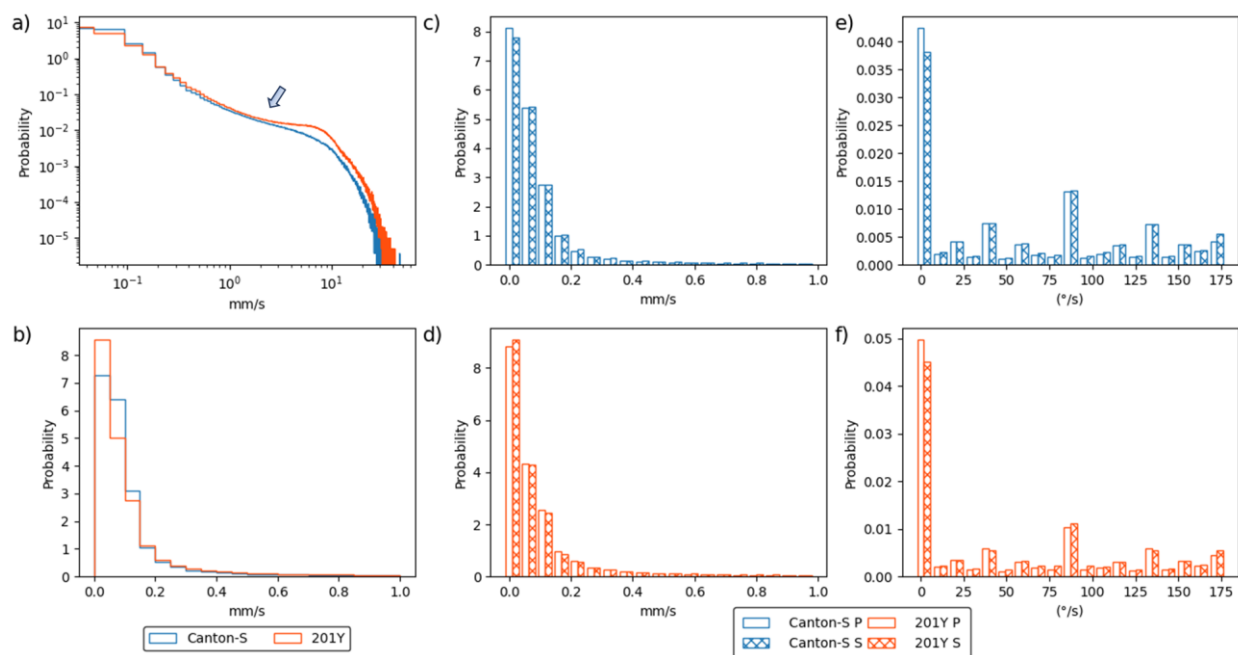 a)
10¹
10⁰
10⁻¹
10⁻²
10⁻³
10⁻⁴
10⁻⁵
Probability
10⁻¹ 10⁰ 10¹
mm/s
b)
8
7
6
5
4
3
2
1
0
Probability
0.0 0.2 0.4 0.6 0.8 1.0
mm/s
Canton-S 201Y
c)
8
7
6
5
4
3
2
1
0
Probability
0.0 0.2 0.4 0.6 0.8 1.0
mm/s
d)
8
6
4
2
0
Probability
0.0 0.2 0.4 0.6 0.8 1.0
mm/s
e)
0.040
0.035
0.030
0.025
0.020
0.015
0.010
0.005
0.000
Probability
0 25 50 75 100 125 150 175
(°/s)
f)
0.05
0.04
0.03
0.02
0.01
0.00
Probability
0 25 50 75 100 125 150 175
(°/s)
Canton-S P 201Y P
Canton-S S 201Y S